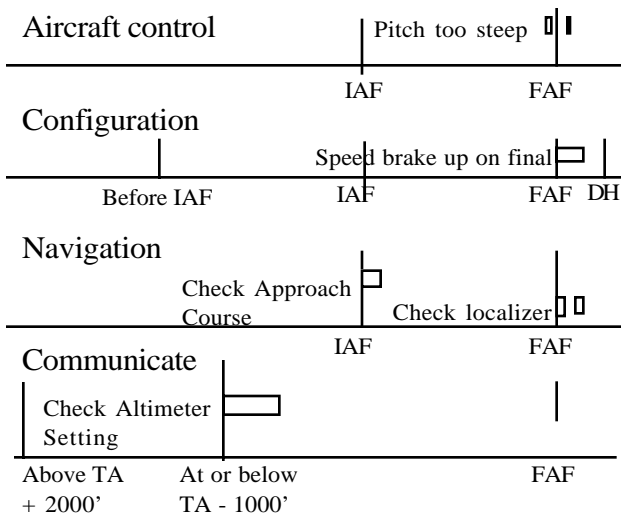 Aircraft control
Pitch too steep
IAF FAF
Configuration
Speed brake up on final
Before IAF IAF FAF DH
Navigation
Check Approach
Course
Check localizer
IAF FAF
Communicate
Check Altimeter
Setting
Above TA At or below FAF
+ 2000’ TA - 1000’